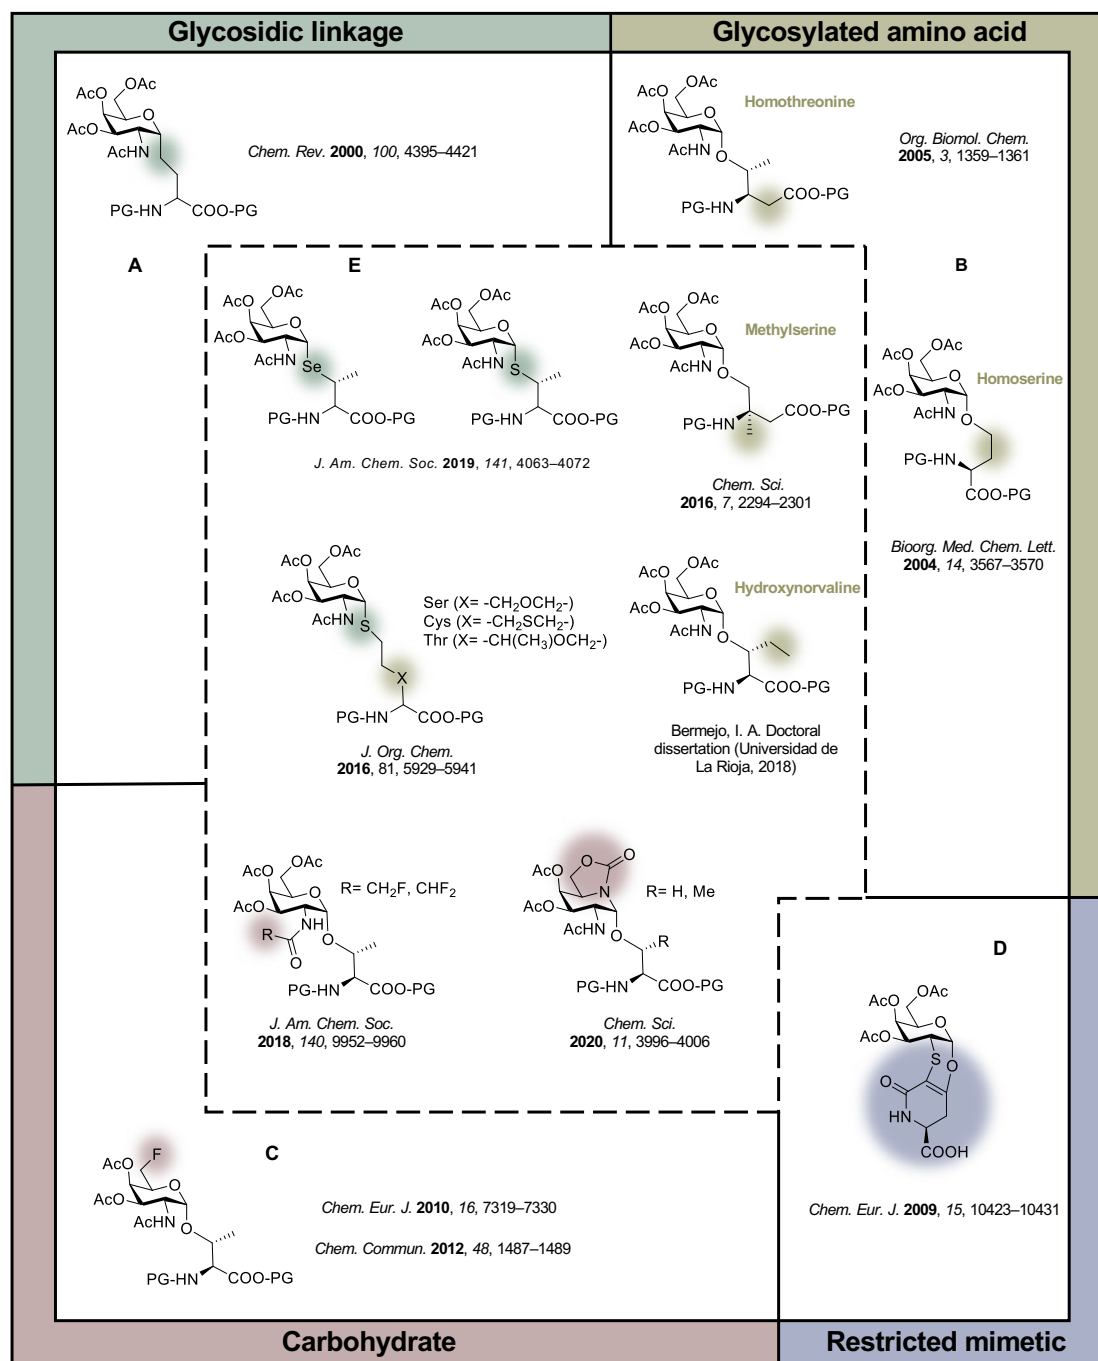 Glycosidic linkage
Glycosylated amino acid
OAc
AcO
O
AcO
AcHN
PG-HN
COO-PG
Chem. Rev. 2000, 100, 4395–4421
A
OAc
AcO
O
AcO
AcHN
O
Homothreonine
COO-PG
PG-HN
Org. Biomol. Chem.
2005, 3, 1359–1361
B
E
OAc
AcO
O
AcO
AcHN
Se
PG-HN
COO-PG
OAc
AcO
O
AcO
AcHN
S
PG-HN
COO-PG
J. Am. Chem. Soc. 2019, 141, 4063–4072
OAc
AcO
O
AcO
AcHN
O
Methylserine
COO-PG
PG-HN
Chem. Sci.
2016, 7, 2294–2301
OAc
AcO
O
AcO
AcHN
O
Homoserine
PG-HN
COO-PG
Bioorg. Med. Chem. Lett.
2004, 14, 3567–3570
OAc
AcO
O
AcO
AcHN
S
X
PG-HN
COO-PG
Ser (X= -CH2OCH2-)
Cys (X= -CH2SCH2-)
Thr (X= -CH(CH3)OCH2-)
J. Org. Chem.
2016, 81, 5929–5941
OAc
AcO
O
AcO
AcHN
O
Hydroxynorvaline
PG-HN
COO-PG
Bermejo, I. A. Doctoral
dissertation (Universidad de
La Rioja, 2018)
OAc
AcO
O
AcO
R= CH2F, CHF2
NH
R
O
O
PG-HN
COO-PG
J. Am. Chem. Soc.
2018, 140, 9952–9960
O
O
AcO
N
R= H, Me
AcO
AcHN
O
R
PG-HN
COO-PG
Chem. Sci.
2020, 11, 3996–4006
D
OAc
AcO
O
AcO
S
O
O
HN
COOH
Chem. Eur. J. 2009, 15, 10423–10431
C
F
AcO
O
AcO
AcHN
O
PG-HN
COO-PG
Chem. Eur. J. 2010, 16, 7319–7330
Chem. Commun. 2012, 48, 1487–1489
Carbohydrate
Restricted mimetic